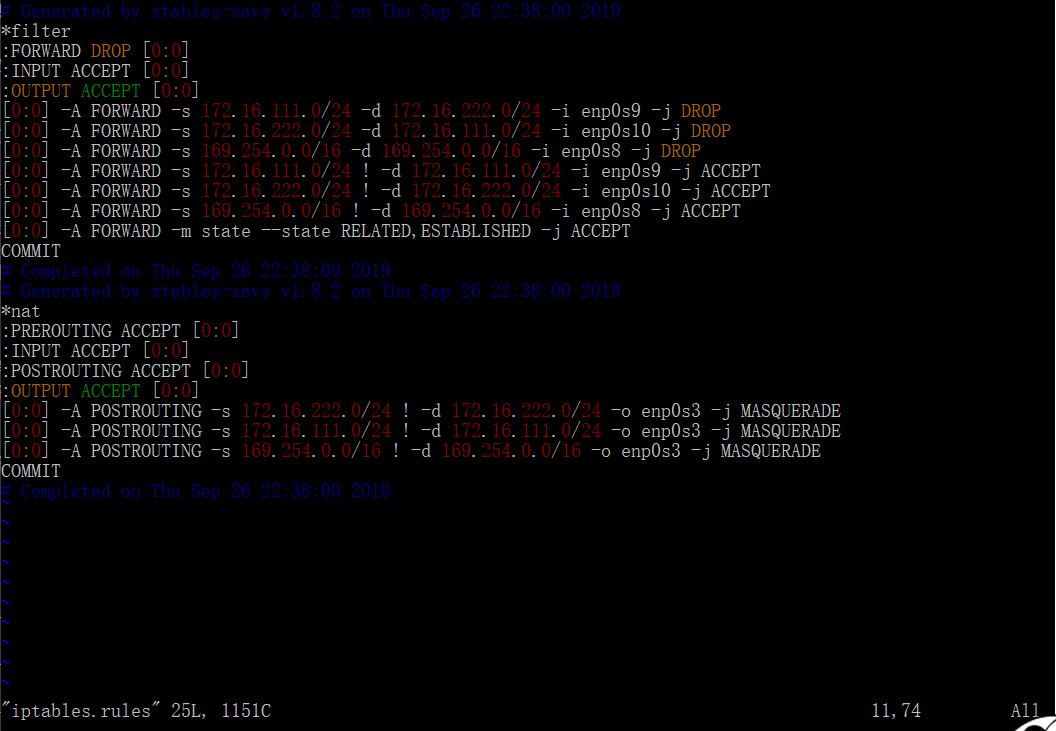 # Generated by xtables-save v1.8.2 on Thu Sep 26 22:38:00 2019
*filter
:FORWARD DROP [0:0]
:INPUT ACCEPT [0:0]
:OUTPUT ACCEPT [0:0]
[0:0] -A FORWARD -s 172.16.111.0/24 -d 172.16.222.0/24 -i enp0s9 -j DROP
[0:0] -A FORWARD -s 172.16.222.0/24 -d 172.16.111.0/24 -i enp0s10 -j DROP
[0:0] -A FORWARD -s 169.254.0.0/16 -d 169.254.0.0/16 -i enp0s8 -j DROP
[0:0] -A FORWARD -s 172.16.111.0/24 ! -d 172.16.111.0/24 -i enp0s9 -j ACCEPT
[0:0] -A FORWARD -s 172.16.222.0/24 ! -d 172.16.222.0/24 -i enp0s10 -j ACCEPT
[0:0] -A FORWARD -s 169.254.0.0/16 ! -d 169.254.0.0/16 -i enp0s8 -j ACCEPT
[0:0] -A FORWARD -m state --state RELATED,ESTABLISHED -j ACCEPT
COMMIT
# Completed on Thu Sep 26 22:38:00 2019
# Generated by xtables-save v1.8.2 on Thu Sep 26 22:38:00 2019
*nat
:PREROUTING ACCEPT [0:0]
:INPUT ACCEPT [0:0]
:POSTROUTING ACCEPT [0:0]
:OUTPUT ACCEPT [0:0]
[0:0] -A POSTROUTING -s 172.16.222.0/24 ! -d 172.16.222.0/24 -o enp0s3 -j MASQUERADE
[0:0] -A POSTROUTING -s 172.16.111.0/24 ! -d 172.16.111.0/24 -o enp0s3 -j MASQUERADE
[0:0] -A POSTROUTING -s 169.254.0.0/16 ! -d 169.254.0.0/16 -o enp0s3 -j MASQUERADE
COMMIT
# Completed on Thu Sep 26 22:38:00 2019
~
~
~
~
~
~
~
~
~
~
"iptables.rules" 25L, 1151C 11,74 All